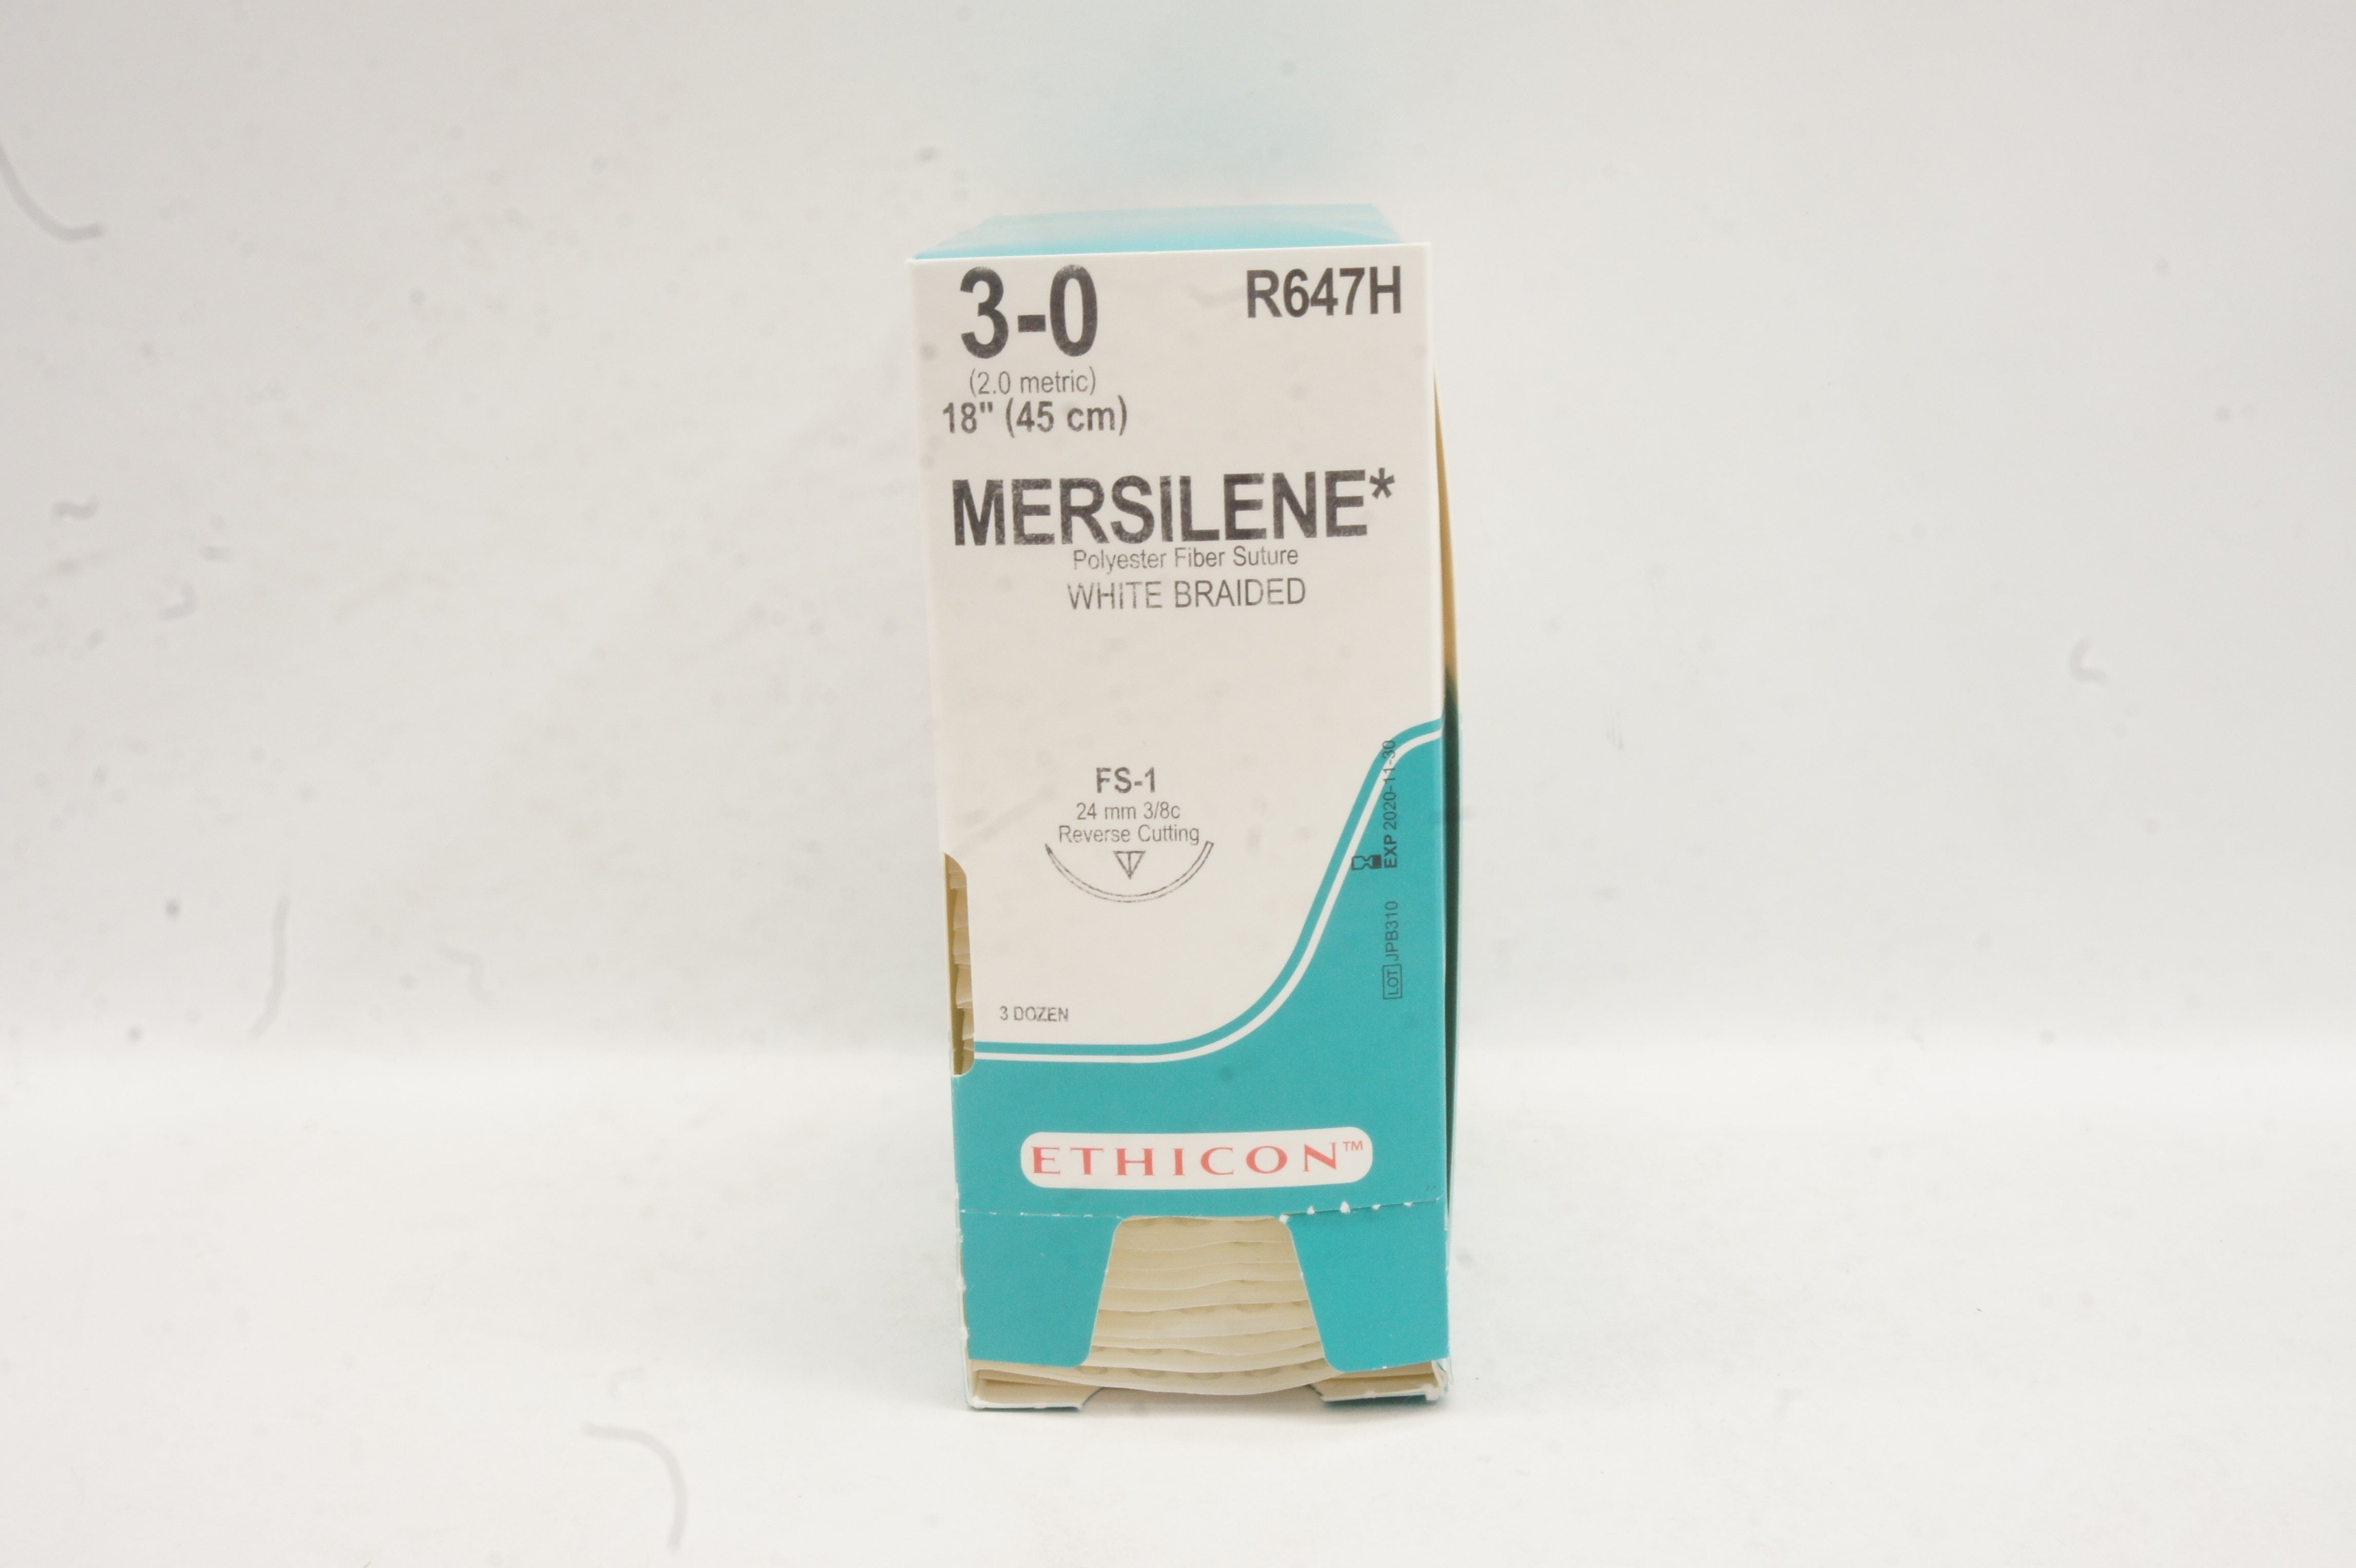 3-0
R647H
(2.0 metric)
18" (45 cm)
MERSILENE*
Polyester Fiber Suture
WHITE BRAIDED
FS-1
24 mm 3/8c
Reverse Cutting
EXP 2020-11-30
LOT JPB310
3 DOZEN
ETHICON™